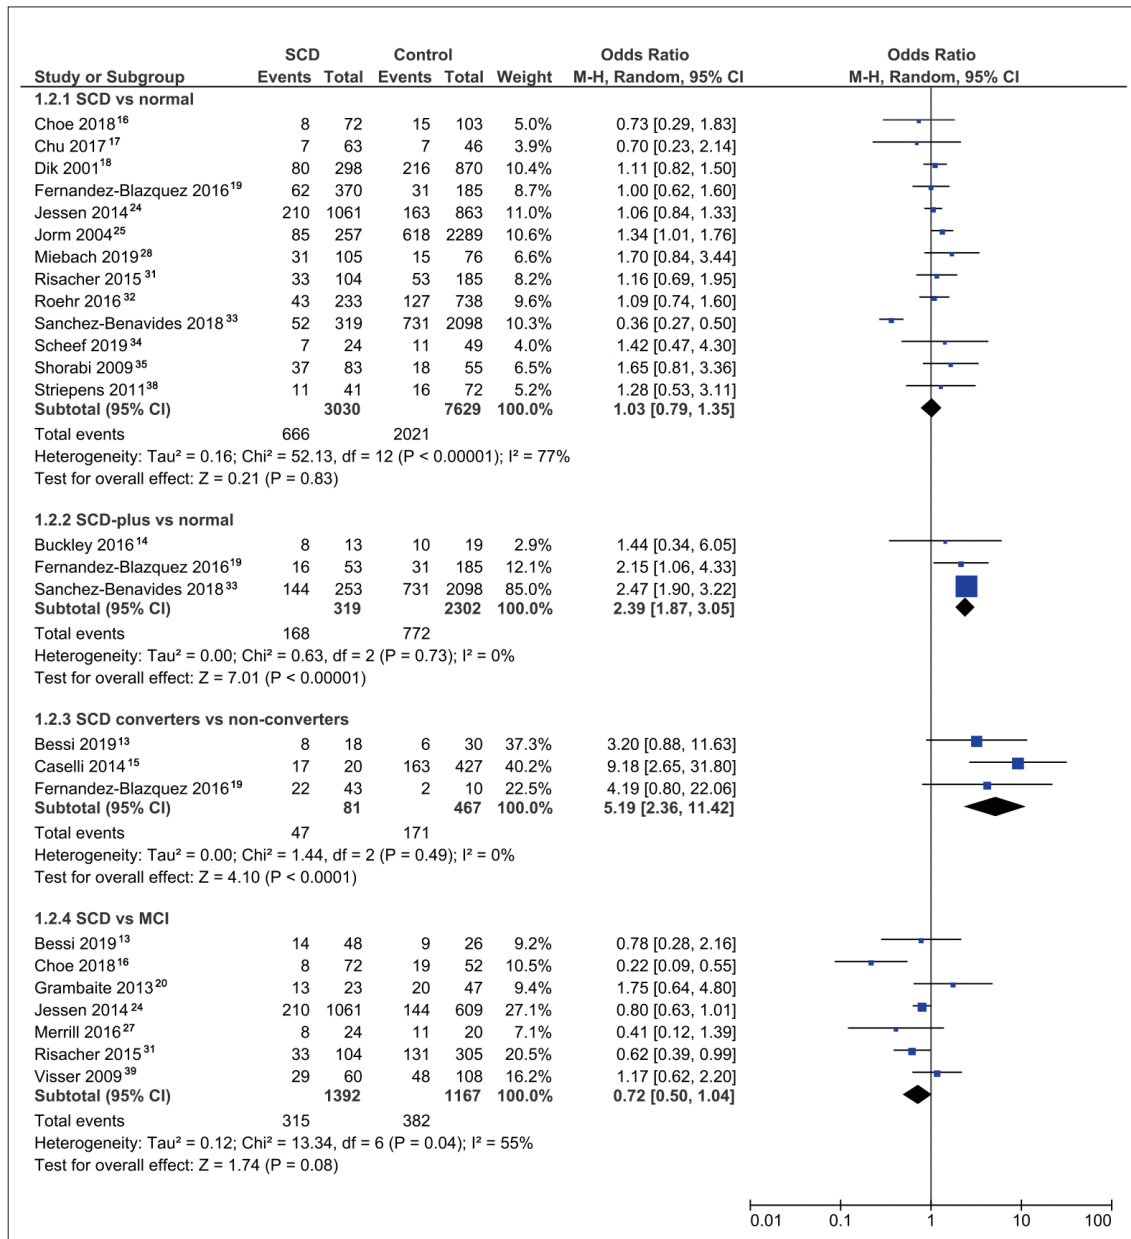 SCD Control Odds Ratio Odds Ratio
Study or Subgroup Events Total Events Total Weight M-H, Random, 95% CI M-H, Random, 95% CI
1.2.1 SCD vs normal
Choe 2018¹⁶ 8 72 15 103 5.0% 0.73 [0.29, 1.83]
Chu 2017¹⁷ 7 63 7 46 3.9% 0.70 [0.23, 2.14]
Dik 2001¹⁸ 80 298 216 870 10.4% 1.11 [0.82, 1.50]
Fernandez-Blazquez 2016¹⁹ 62 370 31 185 8.7% 1.00 [0.62, 1.60]
Jessen 2014²⁴ 210 1061 163 863 11.0% 1.06 [0.84, 1.33]
Jorm 2004²⁵ 85 257 618 2289 10.6% 1.34 [1.01, 1.76]
Miebach 2019²⁸ 31 105 15 76 6.6% 1.70 [0.84, 3.44]
Risacher 2015³¹ 33 104 53 185 8.2% 1.16 [0.69, 1.95]
Roehr 2016³² 43 233 127 738 9.6% 1.09 [0.74, 1.60]
Sanchez-Benavides 2018³³ 52 319 731 2098 10.3% 0.36 [0.27, 0.50]
Scheef 2019³⁴ 7 24 11 49 4.0% 1.42 [0.47, 4.30]
Shorabi 2009³⁵ 37 83 18 55 6.5% 1.65 [0.81, 3.36]
Striepens 2011³⁸ 11 41 16 72 5.2% 1.28 [0.53, 3.11]
Subtotal (95% CI) 3030 7629 100.0% 1.03 [0.79, 1.35]
Total events 666 2021
Heterogeneity: Tau² = 0.16; Chi² = 52.13, df = 12 (P < 0.00001); I² = 77%
Test for overall effect: Z = 0.21 (P = 0.83)
1.2.2 SCD-plus vs normal
Buckley 2016¹⁴ 8 13 10 19 2.9% 1.44 [0.34, 6.05]
Fernandez-Blazquez 2016¹⁹ 16 53 31 185 12.1% 2.15 [1.06, 4.33]
Sanchez-Benavides 2018³³ 144 253 731 2098 85.0% 2.47 [1.90, 3.22]
Subtotal (95% CI) 319 2302 100.0% 2.39 [1.87, 3.05]
Total events 168 772
Heterogeneity: Tau² = 0.00; Chi² = 0.63, df = 2 (P = 0.73); I² = 0%
Test for overall effect: Z = 7.01 (P < 0.00001)
1.2.3 SCD converters vs non-converters
Bessi 2019¹³ 8 18 6 30 37.3% 3.20 [0.88, 11.63]
Caselli 2014¹⁵ 17 20 163 427 40.2% 9.18 [2.65, 31.80]
Fernandez-Blazquez 2016¹⁹ 22 43 2 10 22.5% 4.19 [0.80, 22.06]
Subtotal (95% CI) 81 467 100.0% 5.19 [2.36, 11.42]
Total events 47 171
Heterogeneity: Tau² = 0.00; Chi² = 1.44, df = 2 (P = 0.49); I² = 0%
Test for overall effect: Z = 4.10 (P < 0.0001)
1.2.4 SCD vs MCI
Bessi 2019¹³ 14 48 9 26 9.2% 0.78 [0.28, 2.16]
Choe 2018¹⁶ 8 72 19 52 10.5% 0.22 [0.09, 0.55]
Grambaite 2013²⁰ 13 23 20 47 9.4% 1.75 [0.64, 4.80]
Jessen 2014²⁴ 210 1061 144 609 27.1% 0.80 [0.63, 1.01]
Merrill 2016²⁷ 8 24 11 20 7.1% 0.41 [0.12, 1.39]
Risacher 2015³¹ 33 104 131 305 20.5% 0.62 [0.39, 0.99]
Visser 2009³⁹ 29 60 48 108 16.2% 1.17 [0.62, 2.20]
Subtotal (95% CI) 1392 1167 100.0% 0.72 [0.50, 1.04]
Total events 315 382
Heterogeneity: Tau² = 0.12; Chi² = 13.34, df = 6 (P = 0.04); I² = 55%
Test for overall effect: Z = 1.74 (P = 0.08)
0.01 0.1 1 10 100